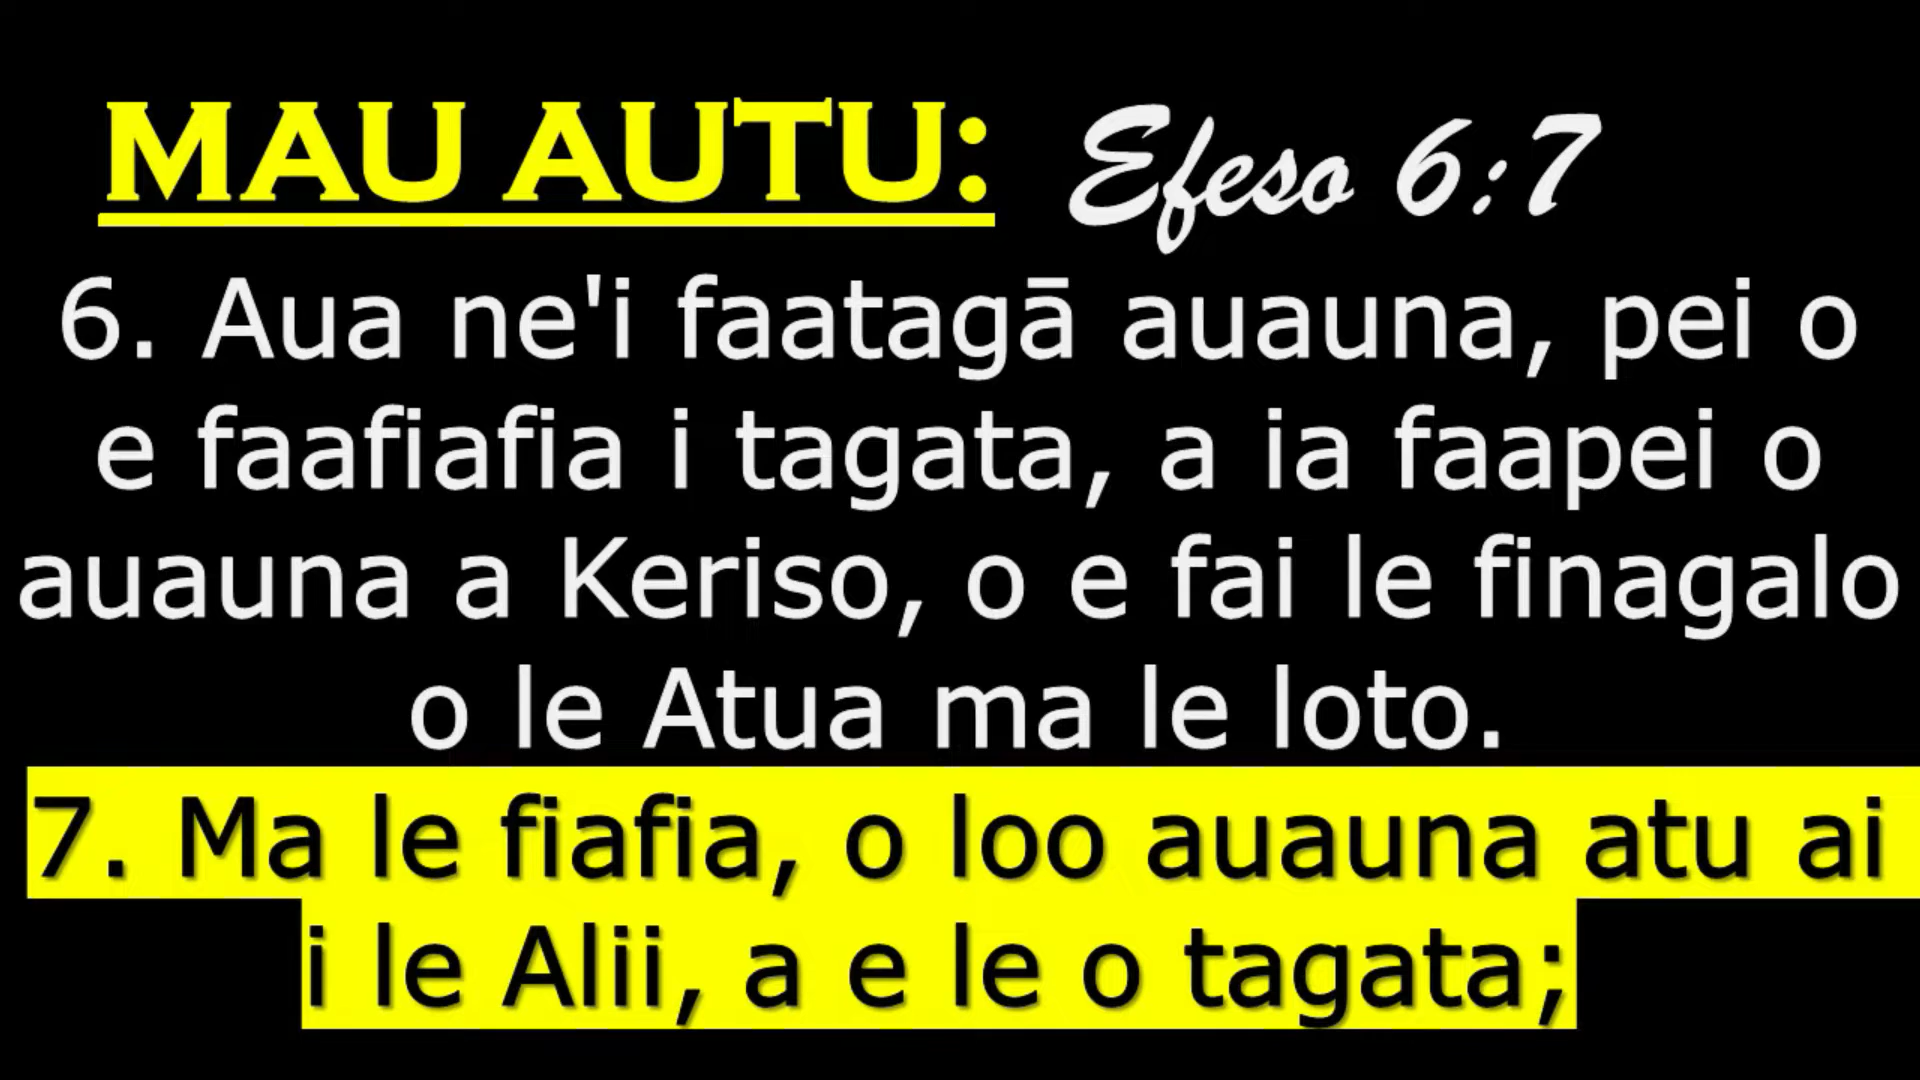 MAU AUTU: Efeso 6:7
6. Aua ne'i faatagā auauna, pei o
e faafiafia i tagata, a ia faapei o
auauna a Keriso, o e fai le finagalo
o le Atua ma le loto.
7. Ma le fiafia, o loo auauna atu ai
i le Alii, a e le o tagata;